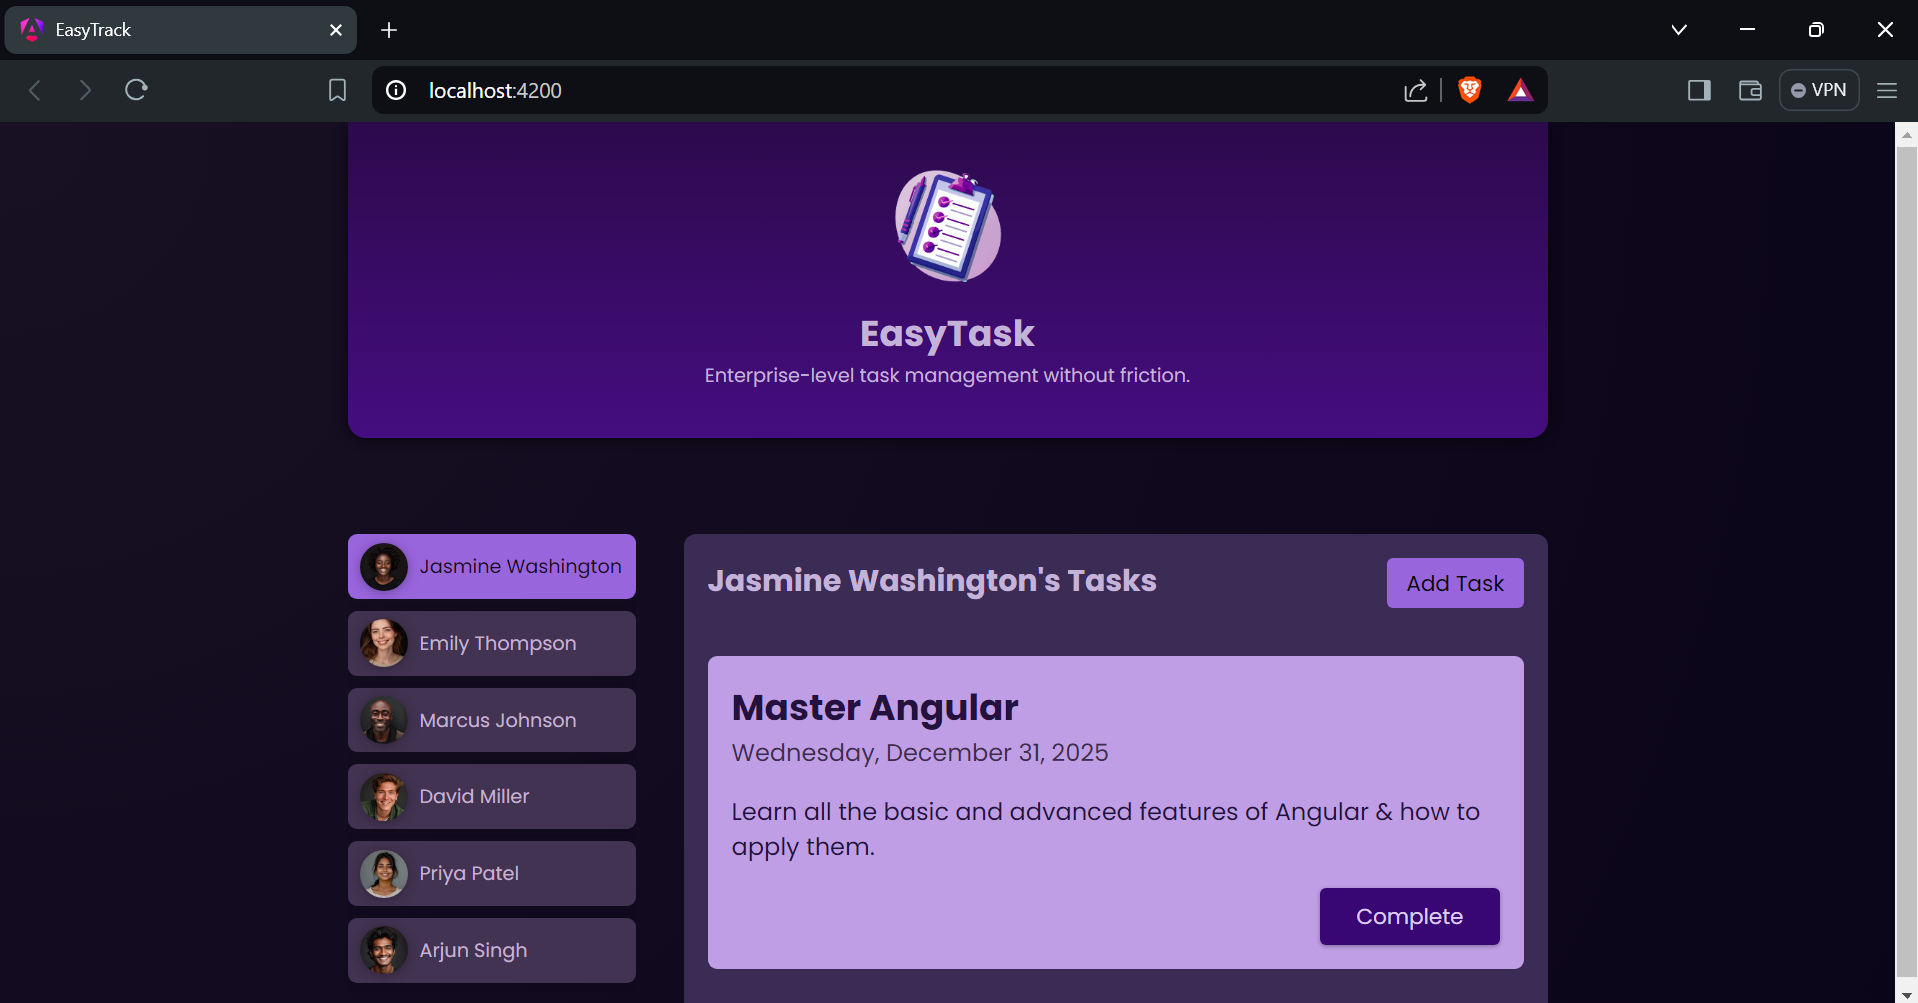 EasyTrack
localhost:4200
VPN
EasyTask
Enterprise-level task management without friction.
Jasmine Washington
Emily Thompson
Marcus Johnson
David Miller
Priya Patel
Arjun Singh
Jasmine Washington's Tasks
Add Task
Master Angular
Wednesday, December 31, 2025
Learn all the basic and advanced features of Angular & how to
apply them.
Complete